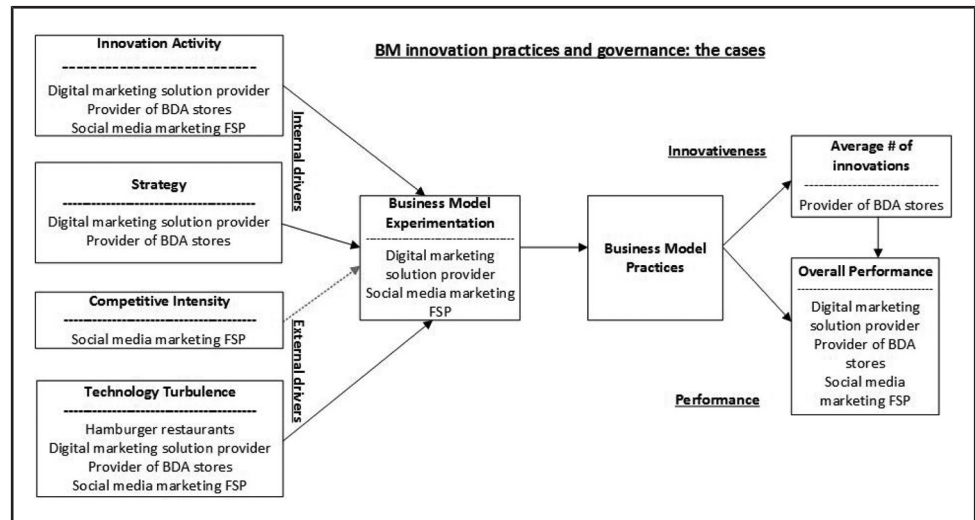 BM innovation practices and governance: the cases
Innovation Activity
Digital marketing solution provider
Provider of BDA stores
Social media marketing FSP
Internal drivers
Strategy
Digital marketing solution provider
Provider of BDA stores
Competitive Intensity
Social media marketing FSP
External drivers
Technology Turbulence
Hamburger restaurants
Digital marketing solution provider
Provider of BDA stores
Social media marketing FSP
Business Model
Experimentation
Digital marketing
solution provider
Social media marketing
FSP
Business Model
Practices
Innovativeness
Average # of
innovations
Provider of BDA stores
Overall Performance
Digital marketing
solution provider
Provider of BDA
stores
Social media
marketing FSP
Performance